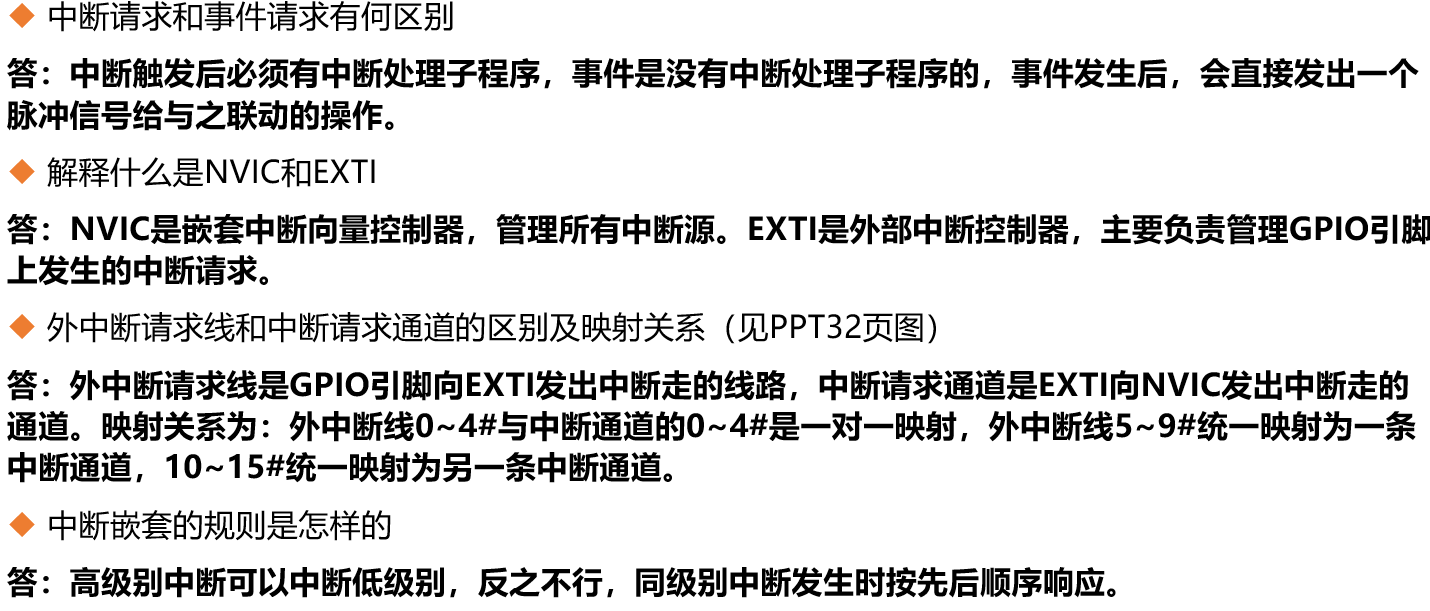 ◆ 中断请求和事件请求有何区别
答：中断触发后必须有中断处理子程序，事件是没有中断处理子程序的，事件发生后，会直接发出一个
脉冲信号给与之联动的操作。
◆ 解释什么是NVIC和EXTI
答：NVIC是嵌套中断向量控制器，管理所有中断源。EXTI是外部中断控制器，主要负责管理GPIO引脚
上发生的中断请求。
◆ 外中断请求线和中断请求通道的区别及映射关系（见PPT32页图）
答：外中断请求线是GPIO引脚向EXTI发出中断走的线路，中断请求通道是EXTI向NVIC发出中断走的
通道。映射关系为：外中断线0~4#与中断通道的0~4#是一对一映射，外中断线5~9#统一映射为一条
中断通道，10~15#统一映射为另一条中断通道。
◆ 中断嵌套的规则是怎样的
答：高级别中断可以中断低级别，反之不行，同级别中断发生时按先后顺序响应。